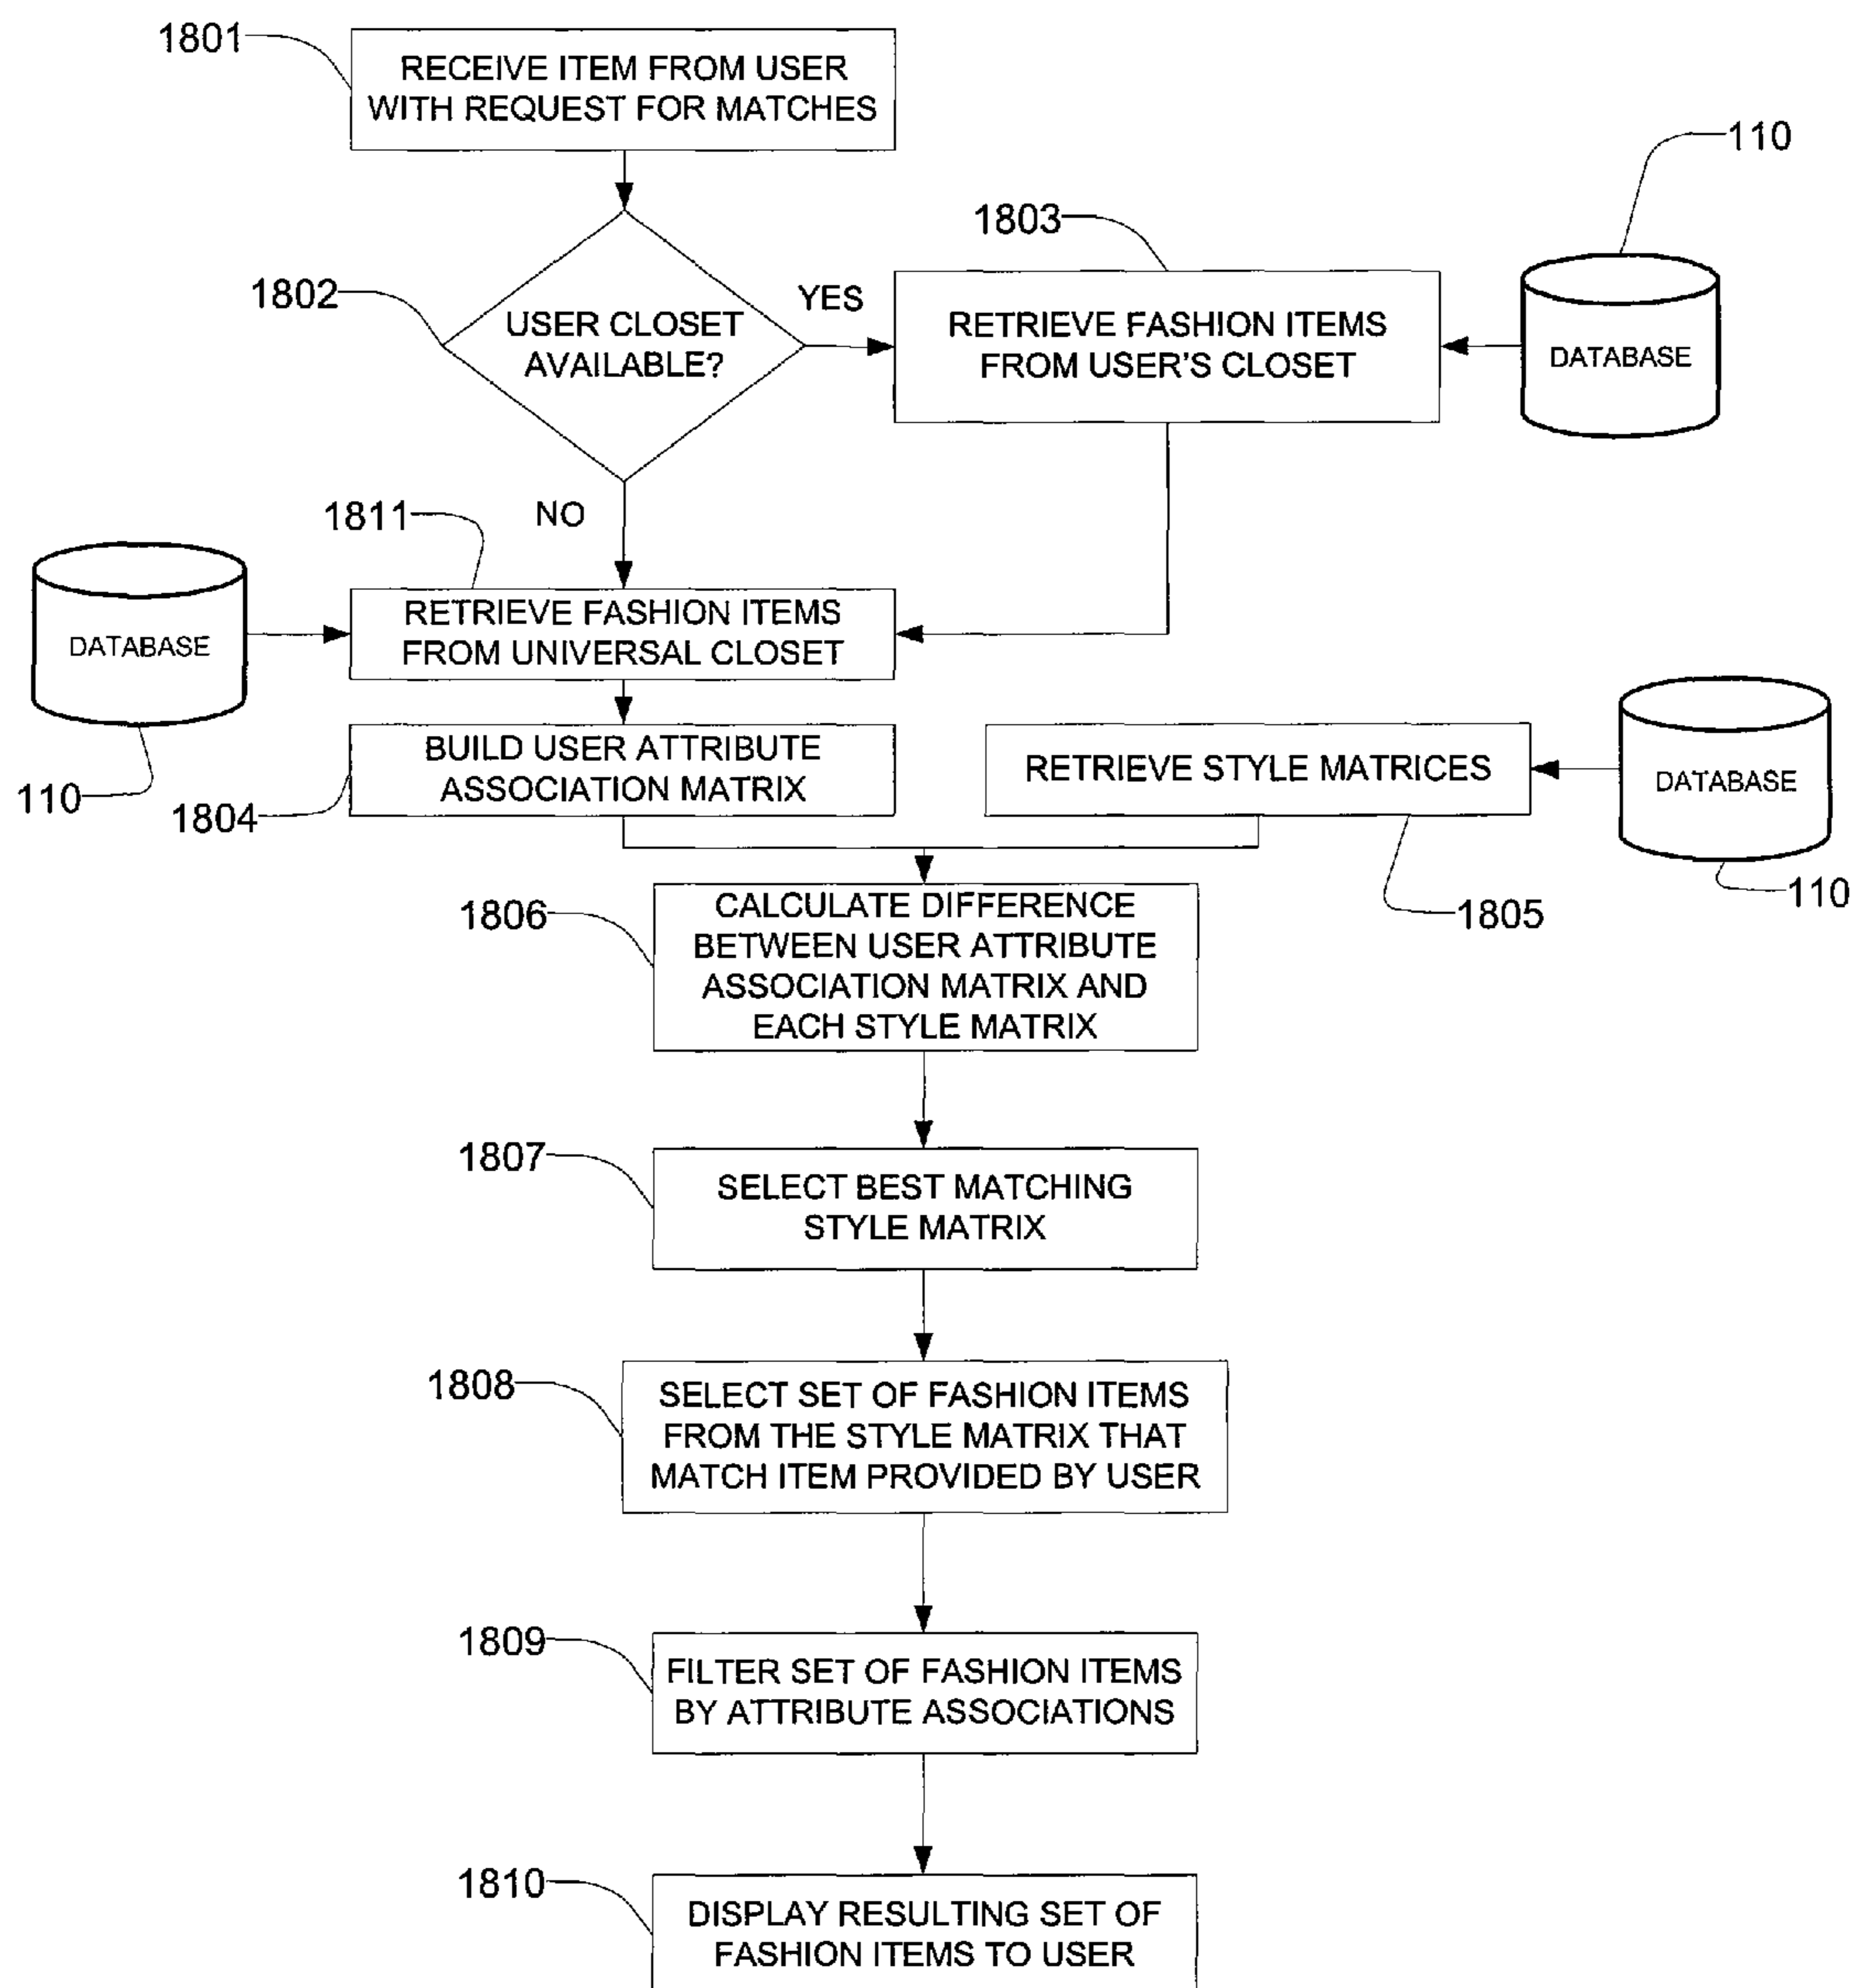 1801
RECEIVE ITEM FROM USER
WITH REQUEST FOR MATCHES
110
1803
1802
USER CLOSET
AVAILABLE?
YES
RETRIEVE FASHION ITEMS
FROM USER'S CLOSET
DATABASE
NO
1811
DATABASE
RETRIEVE FASHION ITEMS
FROM UNIVERSAL CLOSET
110
1804
BUILD USER ATTRIBUTE
ASSOCIATION MATRIX
RETRIEVE STYLE MATRICES
DATABASE
1805
110
1806
CALCULATE DIFFERENCE
BETWEEN USER ATTRIBUTE
ASSOCIATION MATRIX AND
EACH STYLE MATRIX
1807
SELECT BEST MATCHING
STYLE MATRIX
1808
SELECT SET OF FASHION ITEMS
FROM THE STYLE MATRIX THAT
MATCH ITEM PROVIDED BY USER
1809
FILTER SET OF FASHION ITEMS
BY ATTRIBUTE ASSOCIATIONS
1810
DISPLAY RESULTING SET OF
FASHION ITEMS TO USER